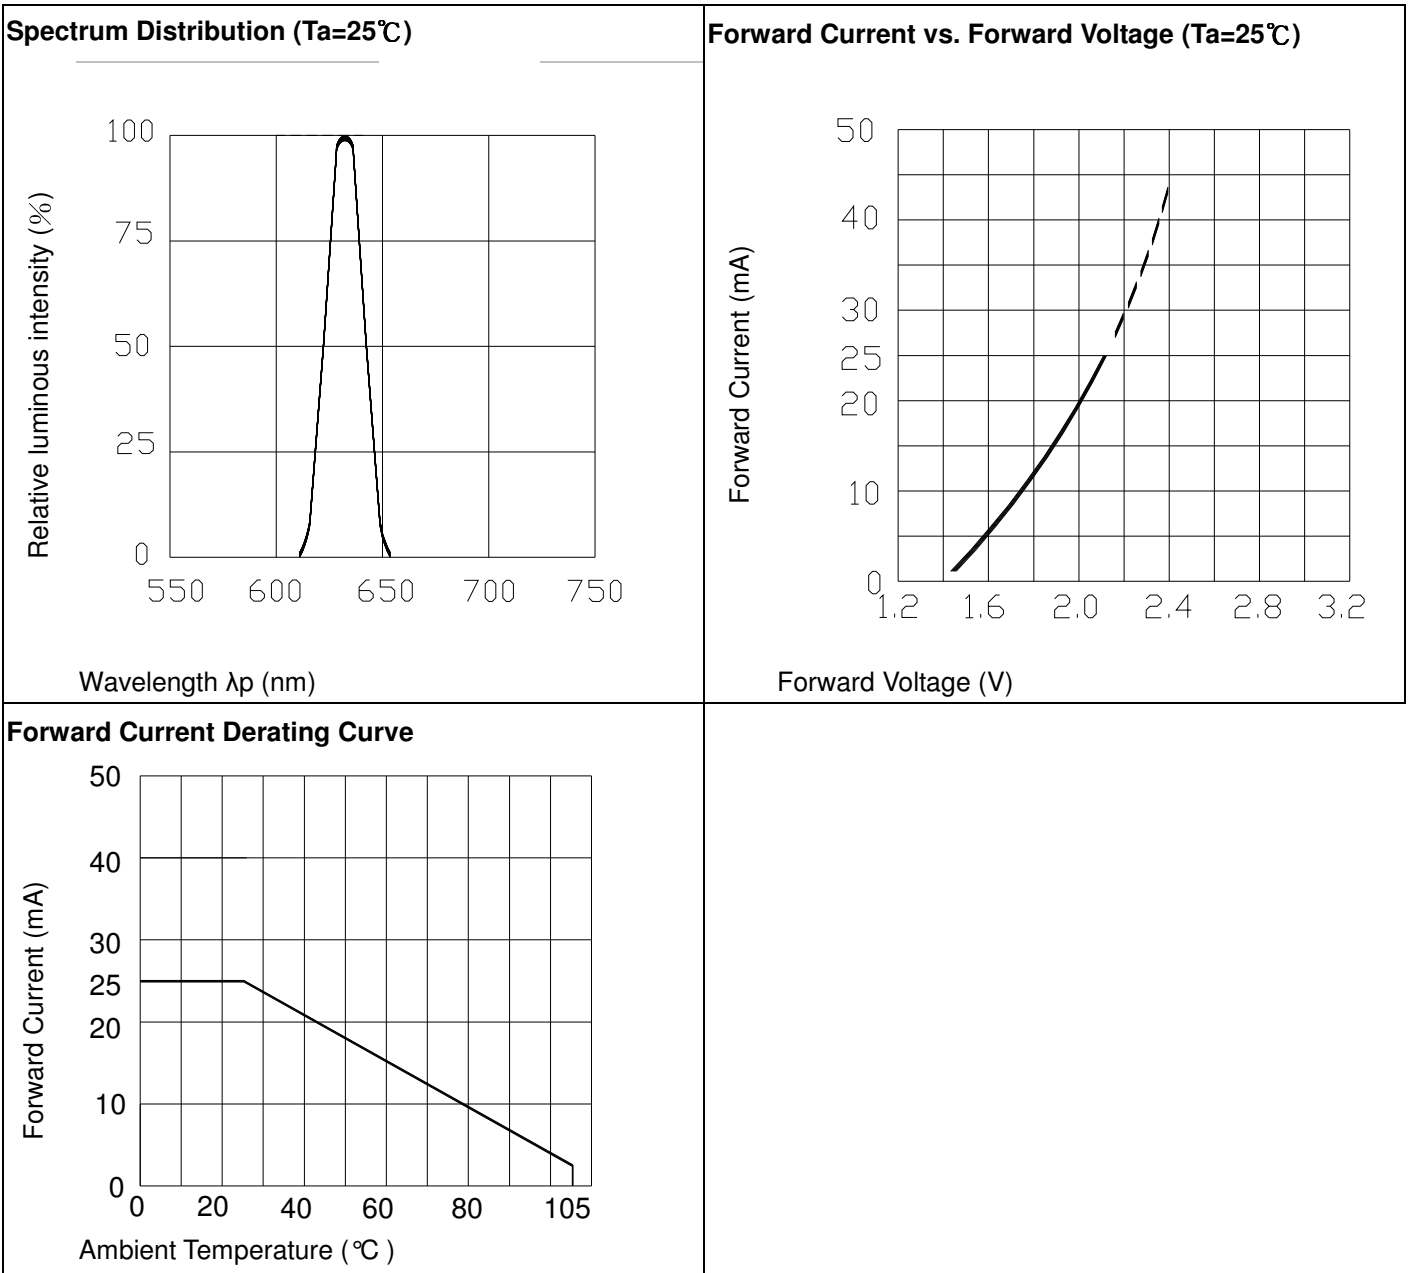 Spectrum Distribution (Ta=25℃)
100
75
50
25
0
550 600 650 700 750
Relative luminous intensity (%)
Wavelength λp (nm)
Forward Current vs. Forward Voltage (Ta=25℃)
50
40
30
25
20
10
0
1.2 1.6 2.0 2.4 2.8 3.2
Forward Current (mA)
Forward Voltage (V)
Forward Current Derating Curve
50
40
30
25
20
10
0
0 20 40 60 80 105
Forward Current (mA)
Ambient Temperature (℃ )